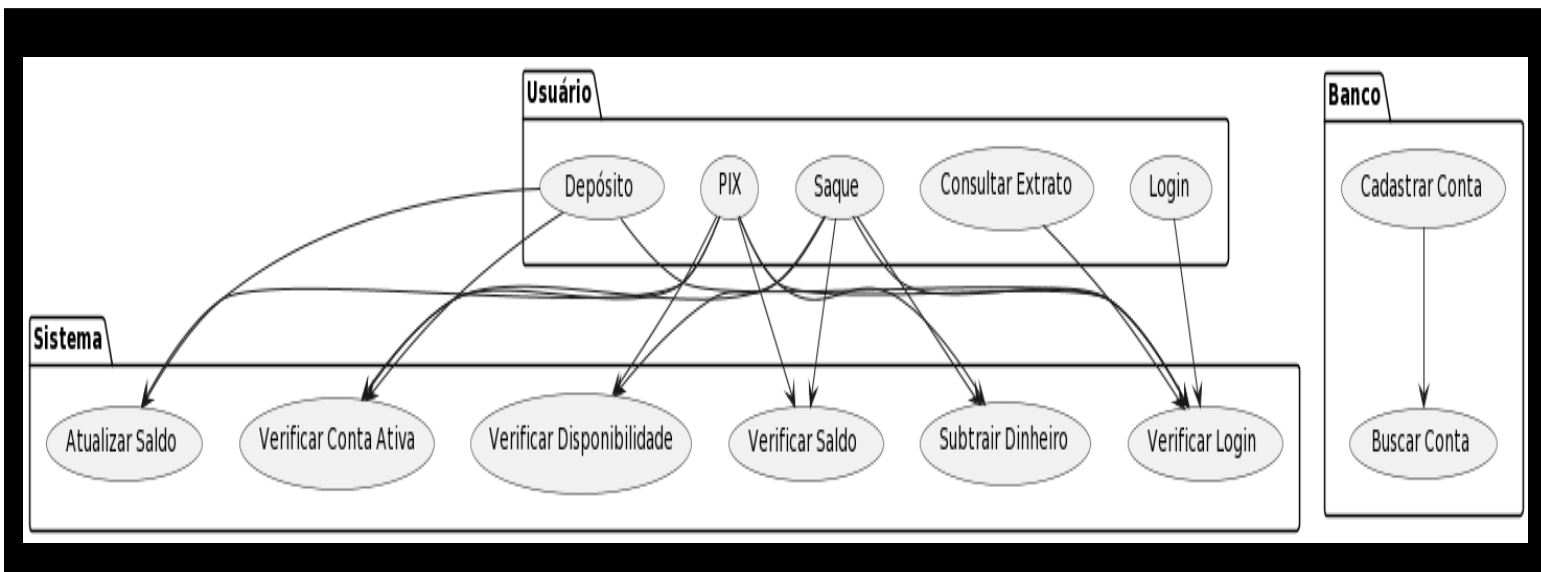 Usuário
Banco
Depósito
PIX
Saque
Consultar Extrato
Login
Cadastrar Conta
Sistema
Atualizar Saldo
Verificar Conta Ativa
Verificar Disponibilidade
Verificar Saldo
Subtrair Dinheiro
Verificar Login
Buscar Conta